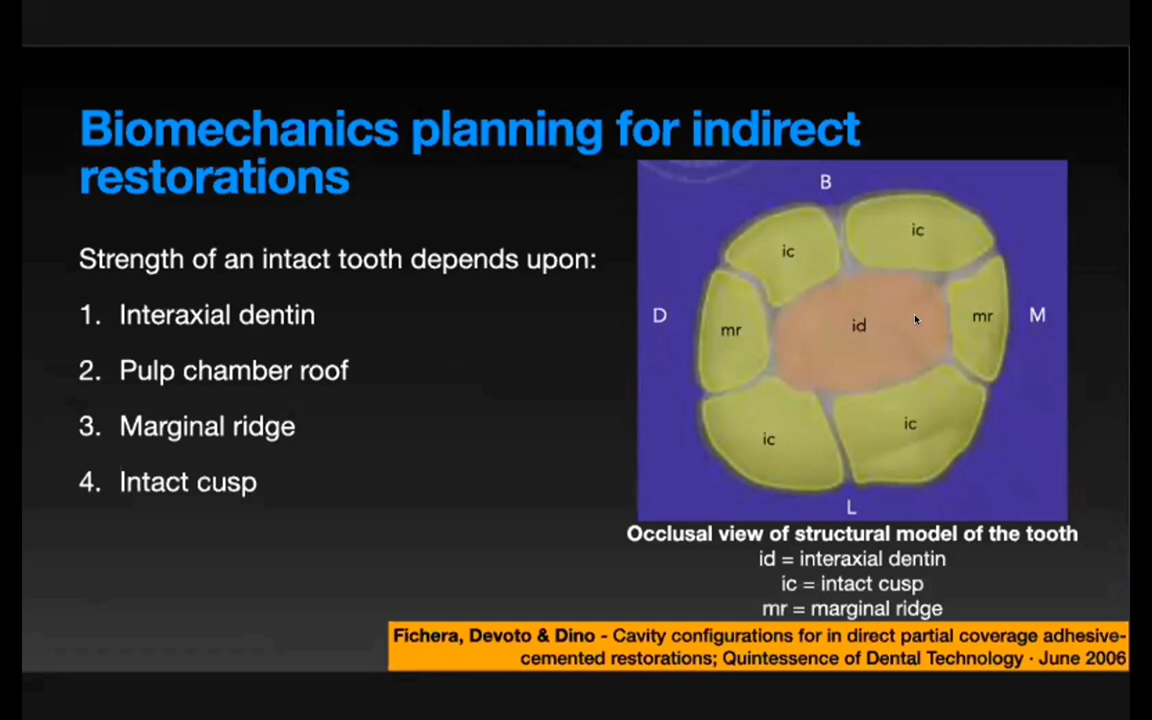 Biomechanics planning for indirect
restorations
Strength of an intact tooth depends upon:
1. Interaxial dentin
2. Pulp chamber roof
3. Marginal ridge
4. Intact cusp
B
ic
ic
D
mr
id
mr
M
ic
ic
L
Occlusal view of structural model of the tooth
id = interaxial dentin
ic = intact cusp
mr = marginal ridge
Fichera, Devoto & Dino - Cavity configurations for in direct partial coverage adhesive-
cemented restorations; Quintessence of Dental Technology · June 2006